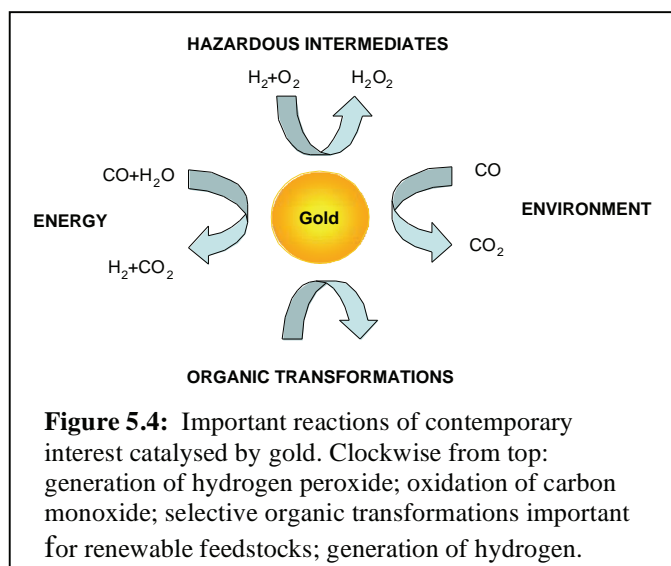 HAZARDOUS INTERMEDIATES
H₂+O₂ H₂O₂
CO+H₂O CO
Gold
ENERGY ENVIRONMENT
H₂+CO₂ CO₂
ORGANIC TRANSFORMATIONS
Figure 5.4: Important reactions of contemporary
interest catalysed by gold. Clockwise from top:
generation of hydrogen peroxide; oxidation of carbon
monoxide; selective organic transformations important
for renewable feedstocks; generation of hydrogen.